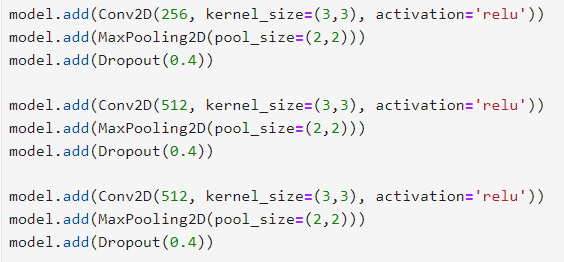 model.add(Conv2D(256, kernel_size=(3,3), activation='relu'))
model.add(MaxPooling2D(pool_size=(2,2)))
model.add(Dropout(0.4))
model.add(Conv2D(512, kernel_size=(3,3), activation='relu'))
model.add(MaxPooling2D(pool_size=(2,2)))
model.add(Dropout(0.4))
model.add(Conv2D(512, kernel_size=(3,3), activation='relu'))
model.add(MaxPooling2D(pool_size=(2,2)))
model.add(Dropout(0.4))